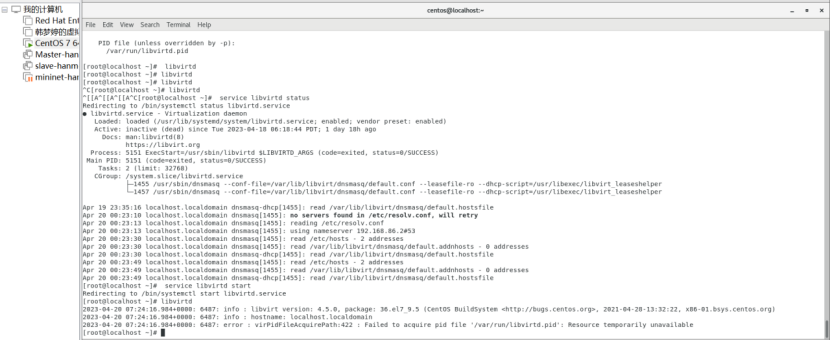 我的计算机
Red Hat Ent
韩梦婷的虚拟
CentOS 7 64
Master-han
slave-hanm
mininet-han
centos@localhost:~
File Edit View Search Terminal Help
PID file (unless overridden by -p):
/var/run/libvirtd.pid
[root@localhost ~]#  libvirtd
[root@localhost ~]# libvirtd
[root@localhost ~]# libvirtd
^C[root@localhost ~]# libvirtd
^[[A^[[A^[[A^C[root@localhost ~]#  service libvirtd status
Redirecting to /bin/systemctl status libvirtd.service
● libvirtd.service - Virtualization daemon
Loaded: loaded (/usr/lib/systemd/system/libvirtd.service; enabled; vendor preset: enabled)
Active: inactive (dead) since Tue 2023-04-18 06:18:44 PDT; 1 day 18h ago
Docs: man:libvirtd(8)
https://libvirt.org
Process: 5151 ExecStart=/usr/sbin/libvirtd $LIBVIRTD_ARGS (code=exited, status=0/SUCCESS)
Main PID: 5151 (code=exited, status=0/SUCCESS)
Tasks: 2 (limit: 32768)
CGroup: /system.slice/libvirtd.service
├─1455 /usr/sbin/dnsmasq --conf-file=/var/lib/libvirt/dnsmasq/default.conf --leasefile-ro --dhcp-script=/usr/libexec/libvirt_leaseshelper
└─1457 /usr/sbin/dnsmasq --conf-file=/var/lib/libvirt/dnsmasq/default.conf --leasefile-ro --dhcp-script=/usr/libexec/libvirt_leaseshelper
Apr 19 23:35:16 localhost.localdomain dnsmasq-dhcp[1455]: read /var/lib/libvirt/dnsmasq/default.hostsfile
Apr 20 00:23:10 localhost.localdomain dnsmasq[1455]: no servers found in /etc/resolv.conf, will retry
Apr 20 00:23:13 localhost.localdomain dnsmasq[1455]: reading /etc/resolv.conf
Apr 20 00:23:13 localhost.localdomain dnsmasq[1455]: using nameserver 192.168.86.2#53
Apr 20 00:23:30 localhost.localdomain dnsmasq[1455]: read /etc/hosts - 2 addresses
Apr 20 00:23:30 localhost.localdomain dnsmasq[1455]: read /var/lib/libvirt/dnsmasq/default.addnhosts - 0 addresses
Apr 20 00:23:30 localhost.localdomain dnsmasq-dhcp[1455]: read /var/lib/libvirt/dnsmasq/default.hostsfile
Apr 20 00:23:49 localhost.localdomain dnsmasq[1455]: read /etc/hosts - 2 addresses
Apr 20 00:23:49 localhost.localdomain dnsmasq[1455]: read /var/lib/libvirt/dnsmasq/default.addnhosts - 0 addresses
Apr 20 00:23:49 localhost.localdomain dnsmasq-dhcp[1455]: read /var/lib/libvirt/dnsmasq/default.hostsfile
[root@localhost ~]#  service libvirtd start
Redirecting to /bin/systemctl start libvirtd.service
[root@localhost ~]# libvirtd
2023-04-20 07:24:16.984+0000: 6487: info : libvirt version: 4.5.0, package: 36.el7_9.5 (CentOS BuildSystem <http://bugs.centos.org>, 2021-04-28-13:32:22, x86-01.bsys.centos.org)
2023-04-20 07:24:16.984+0000: 6487: info : hostname: localhost.localdomain
2023-04-20 07:24:16.984+0000: 6487: error : virPidFileAcquirePath:422 : Failed to acquire pid file '/var/run/libvirtd.pid': Resource temporarily unavailable
[root@localhost ~]#